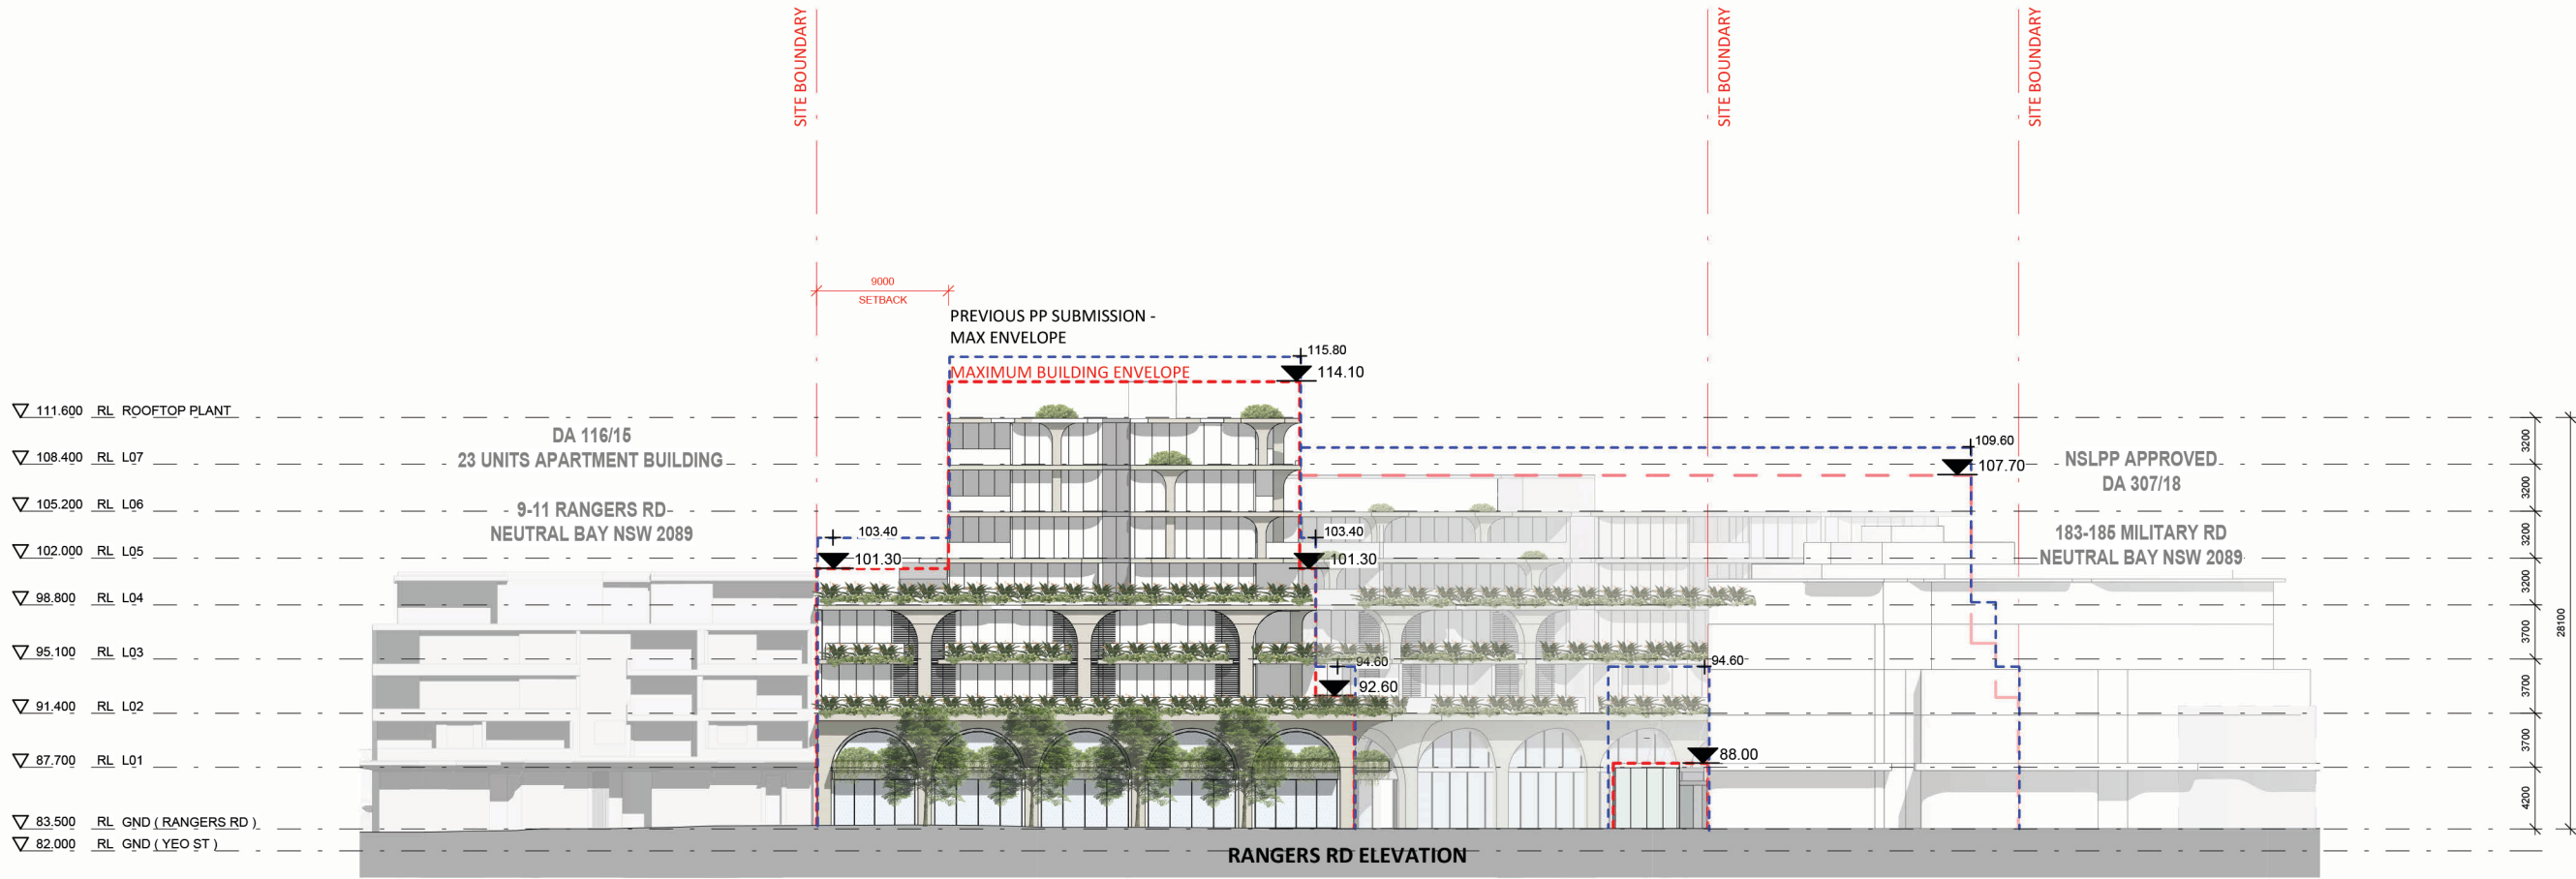 SITE BOUNDARY
SITE BOUNDARY
SITE BOUNDARY
9000
SETBACK
PREVIOUS PP SUBMISSION -
MAX ENVELOPE
115.80
MAXIMUM BUILDING ENVELOPE
114.10
111.600 RL ROOFTOP PLANT
108.400 RL L07
105.200 RL L06
102.000 RL L05
98.800 RL L04
95.100 RL L03
91.400 RL L02
87.700 RL L01
83.500 RL GND ( RANGERS RD )
82.000 RL GND ( YEO ST )
DA 116/15
23 UNITS APARTMENT BUILDING
9-11 RANGERS RD
NEUTRAL BAY NSW 2089
103.40
101.30
103.40
101.30
94.60
92.60
94.60
88.00
109.60
107.70
NSLPP APPROVED
DA 307/18
183-185 MILITARY RD
NEUTRAL BAY NSW 2089
3200
3200
3200
3200
3700
3700
3700
4200
28100
RANGERS RD ELEVATION